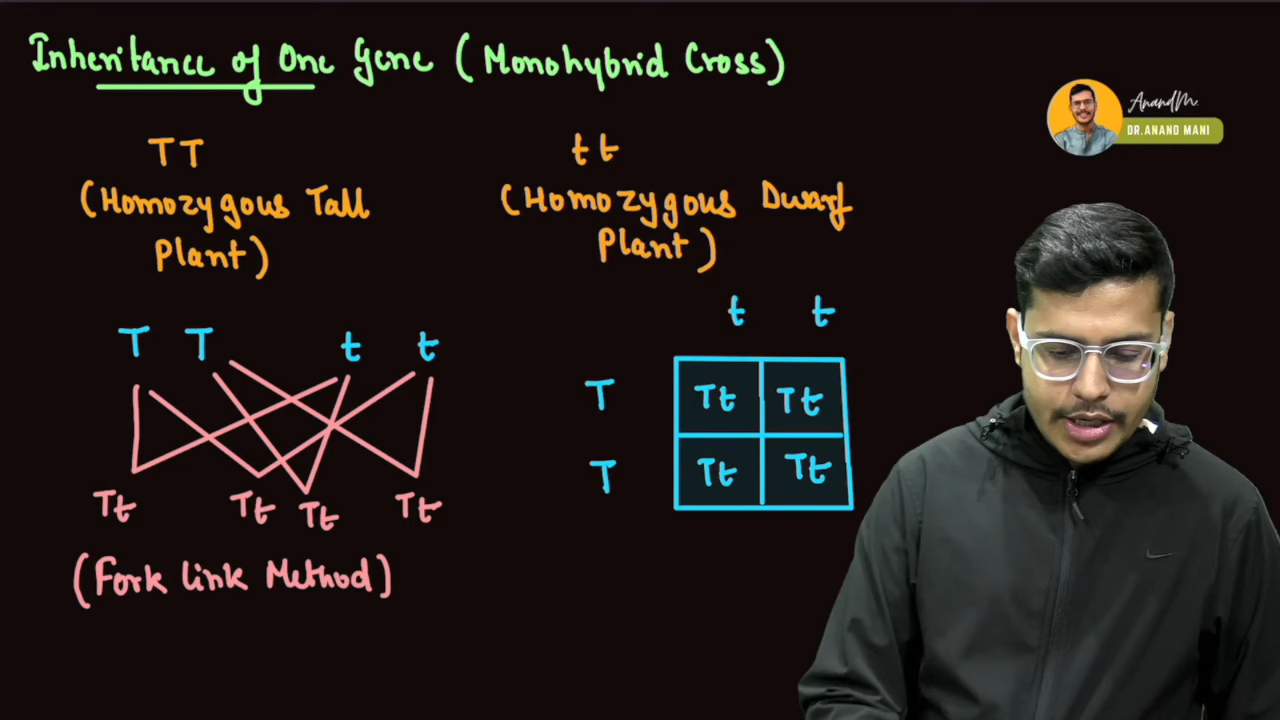 Inheritance of One Gene (Monohybrid Cross)
AnandM.
DR.ANAND MANI
TT
(Homozygous Tall
Plant)
tt
(Homozygous Dwarf
Plant)
T T t t
Tt Tt Tt Tt
(Fork link Method)
t t
T Tt Tt
T Tt Tt